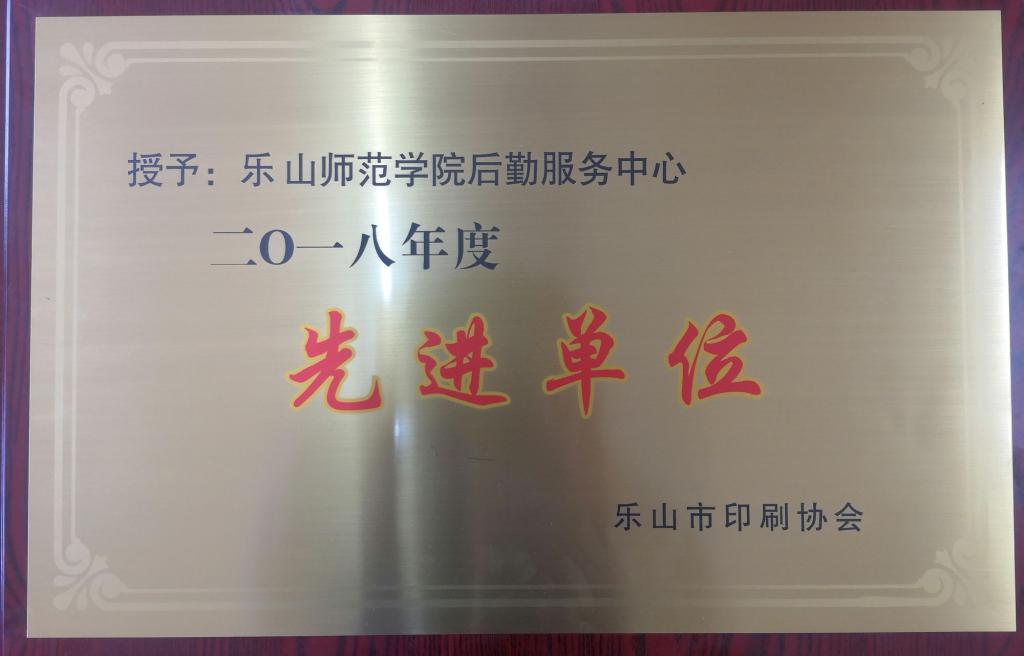 授予：乐山师范学院后勤服务中心
二O一八年度
先进单位
乐山市印刷协会